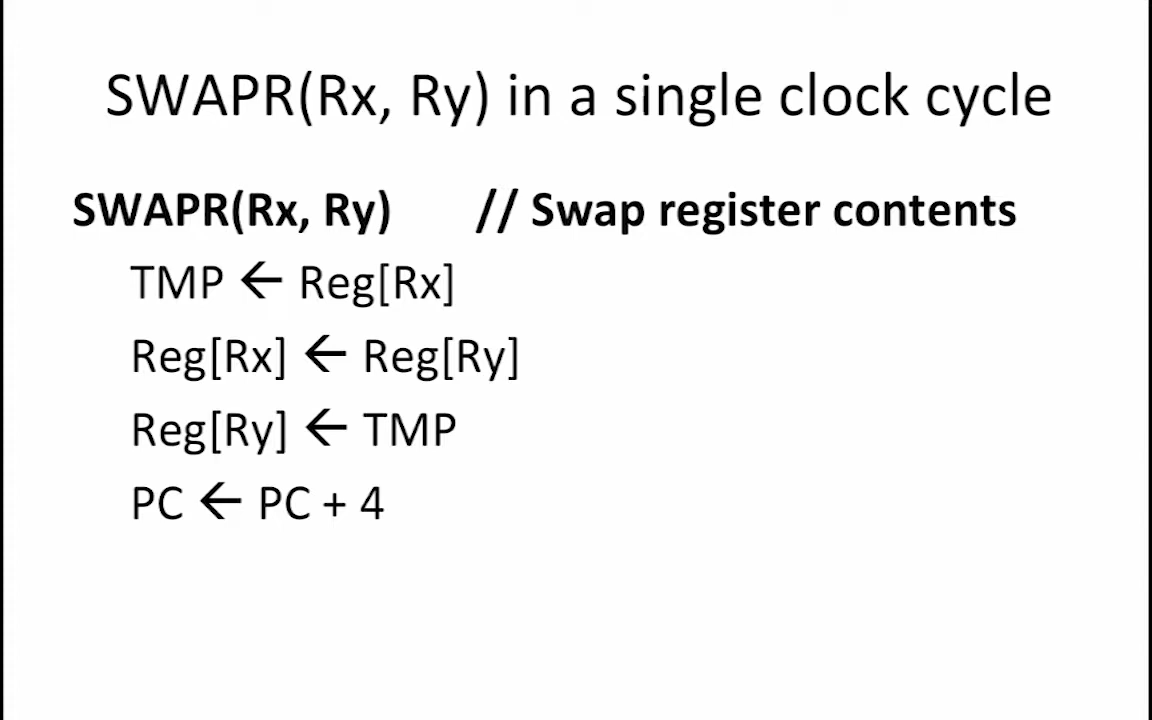 SWAPR(Rx, Ry) in a single clock cycle
SWAPR(Rx, Ry) // Swap register contents
TMP ← Reg[Rx]
Reg[Rx] ← Reg[Ry]
Reg[Ry] ← TMP
PC ← PC + 4